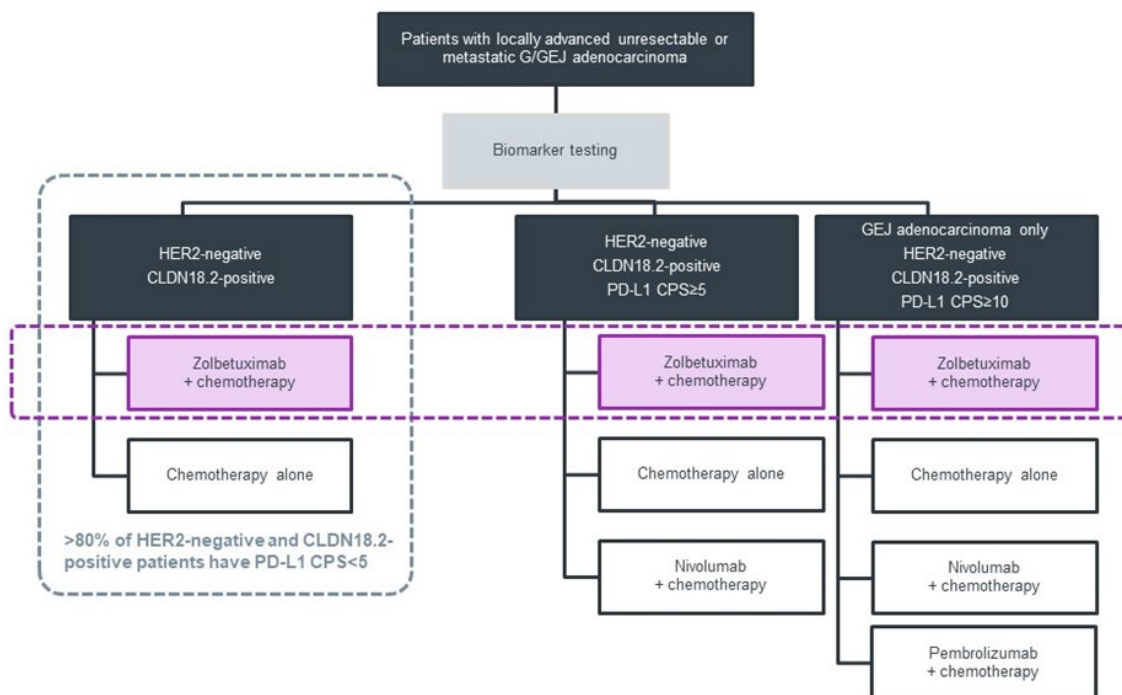 Patients with locally advanced unresectable or
metastatic G/GEJ adenocarcinoma
Biomarker testing
HER2-negative
CLDN18.2-positive
HER2-negative
CLDN18.2-positive
PD-L1 CPS≥5
GEJ adenocarcinoma only
HER2-negative
CLDN18.2-positive
PD-L1 CPS≥10
Zolbetuximab
+ chemotherapy
Zolbetuximab
+ chemotherapy
Zolbetuximab
+ chemotherapy
Chemotherapy alone
Chemotherapy alone
Chemotherapy alone
>80% of HER2-negative and CLDN18.2-
positive patients have PD-L1 CPS<5
Nivolumab
+ chemotherapy
Nivolumab
+ chemotherapy
Pembrolizumab
+ chemotherapy